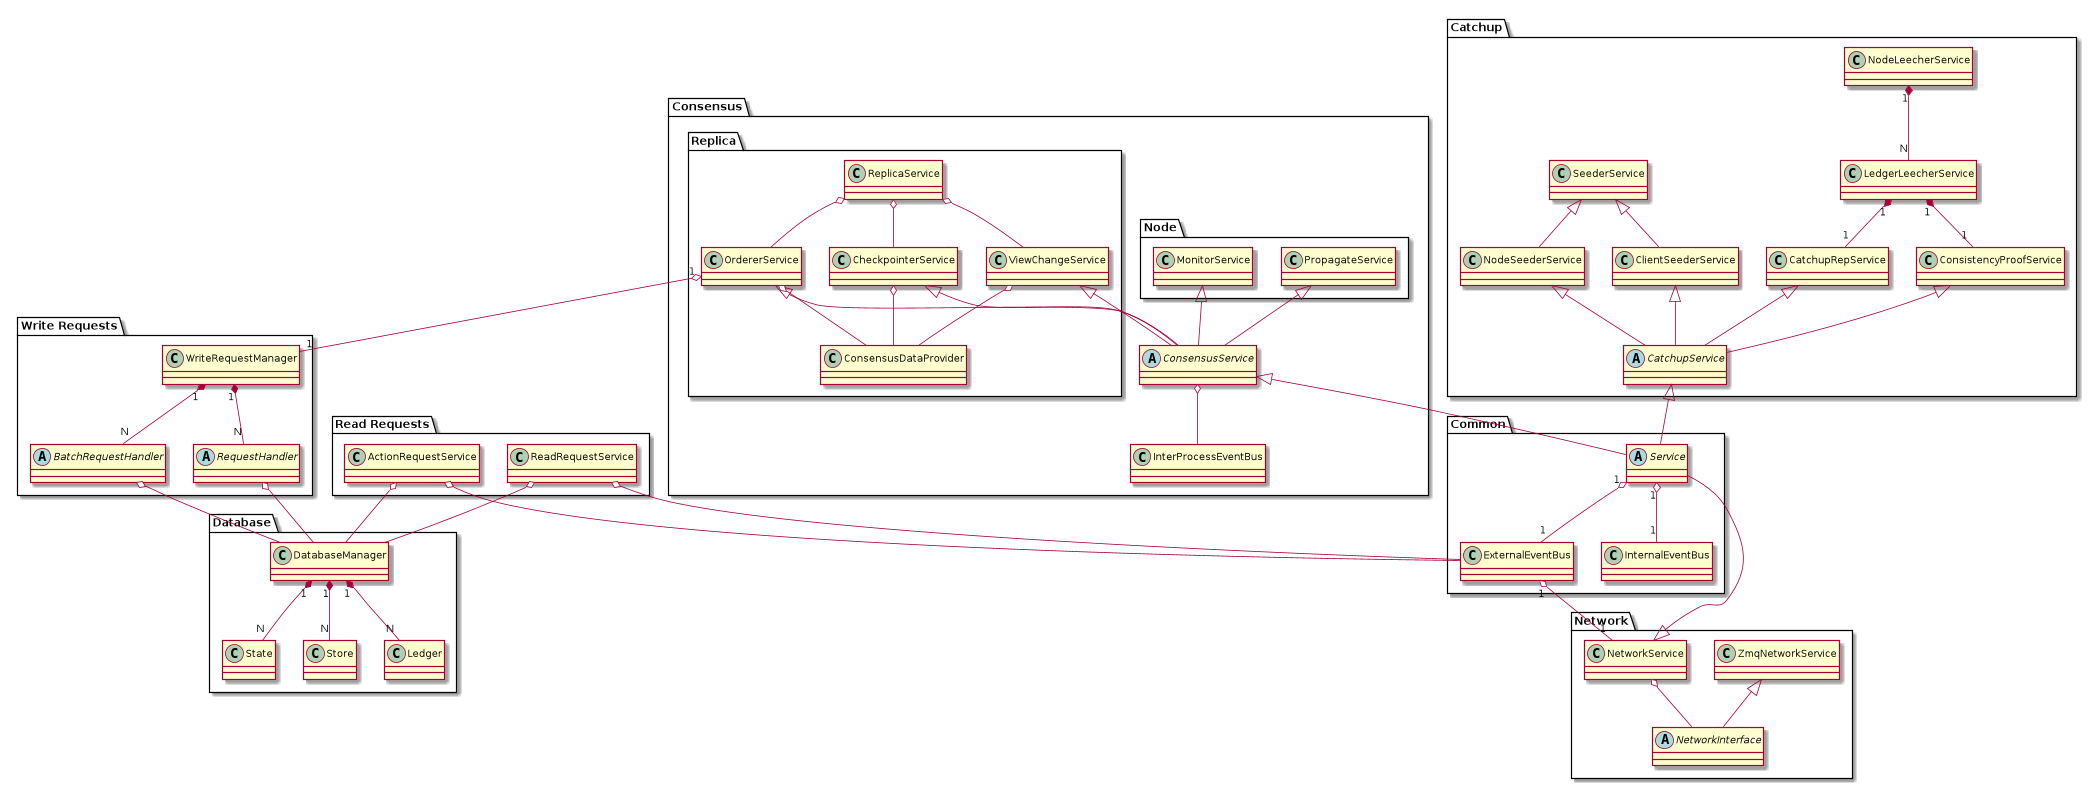 Catchup
C NodeLeecherService
1
N
C SeederService
C LedgerLeecherService
1
1
1
1
C NodeSeederService
C ClientSeederService
C CatchupRepService
C ConsistencyProofService
A CatchupService
Consensus
Replica
C ReplicaService
C OrdererService
C CheckpointerService
C ViewChangeService
1
C ConsensusDataProvider
Node
C MonitorService
C PropagateService
A ConsensusService
C InterProcessEventBus
Write Requests
1
C WriteRequestManager
1
1
N
N
A BatchRequestHandler
A RequestHandler
Read Requests
C ActionRequestService
C ReadRequestService
Common
A Service
1
1
1
1
C ExternalEventBus
C InternalEventBus
1
Database
C DatabaseManager
1
1
1
N
N
N
C State
C Store
C Ledger
Network
1
C NetworkService
C ZmqNetworkService
A NetworkInterface